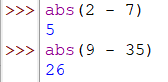 >>> abs(2 - 7)
5
>>> abs(9 - 35)
26